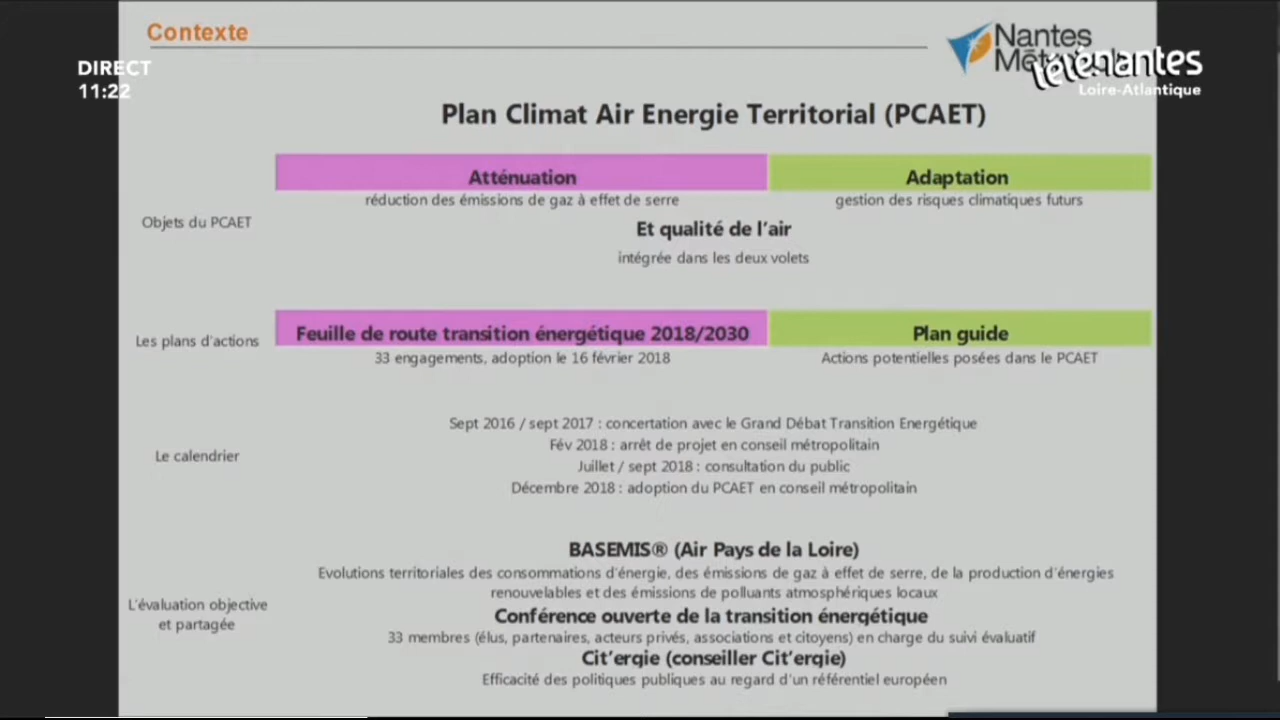 Contexte
Nantes
DIRECT
11:22
télénantes
Loire-Atlantique
Plan Climat Air Energie Territorial (PCAET)
Atténuation
Adaptation
réduction des émissions de gaz à effet de serre
gestion des risques climatiques futurs
Objets du PCAET
Et qualité de l'air
intégrée dans les deux volets
Les plans d'actions
Feuille de route transition énergétique 2018/2030
Plan guide
33 engagements, adoption le 16 février 2018
Actions potentielles posées dans le PCAET
Le calendrier
Sept 2016 / sept 2017 : concertation avec le Grand Débat Transition Energétique
Fév 2018 : arrêt de projet en conseil métropolitain
Juillet / sept 2018 : consultation du public
Décembre 2018 : adoption du PCAET en conseil métropolitain
L'évaluation objective
et partagée
BASEMIS® (Air Pays de la Loire)
Evolutions territoriales des consommations d'énergie, des émissions de gaz à effet de serre, de la production d'énergies
renouvelables et des émissions de polluants atmosphériques locaux
Conférence ouverte de la transition énergétique
33 membres (élus, partenaires, acteurs privés, associations et citoyens) en charge du suivi évaluatif
Cit'ergie (conseiller Cit'ergie)
Efficacité des politiques publiques au regard d'un référentiel européen